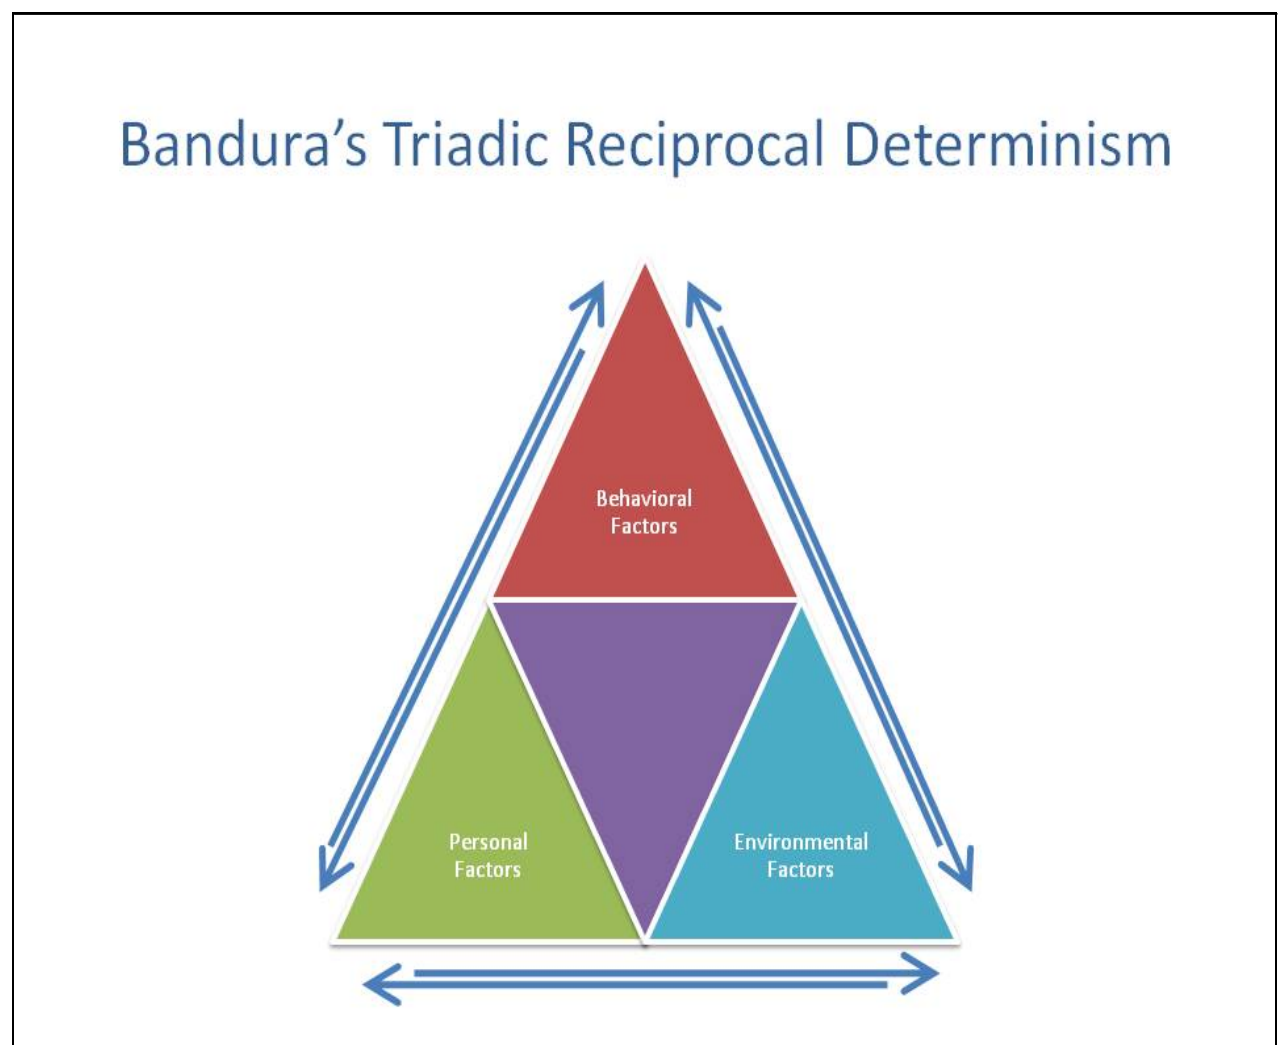 Bandura’s Triadic Reciprocal Determinism
Behavioral
Factors
Personal
Factors
Environmental
Factors